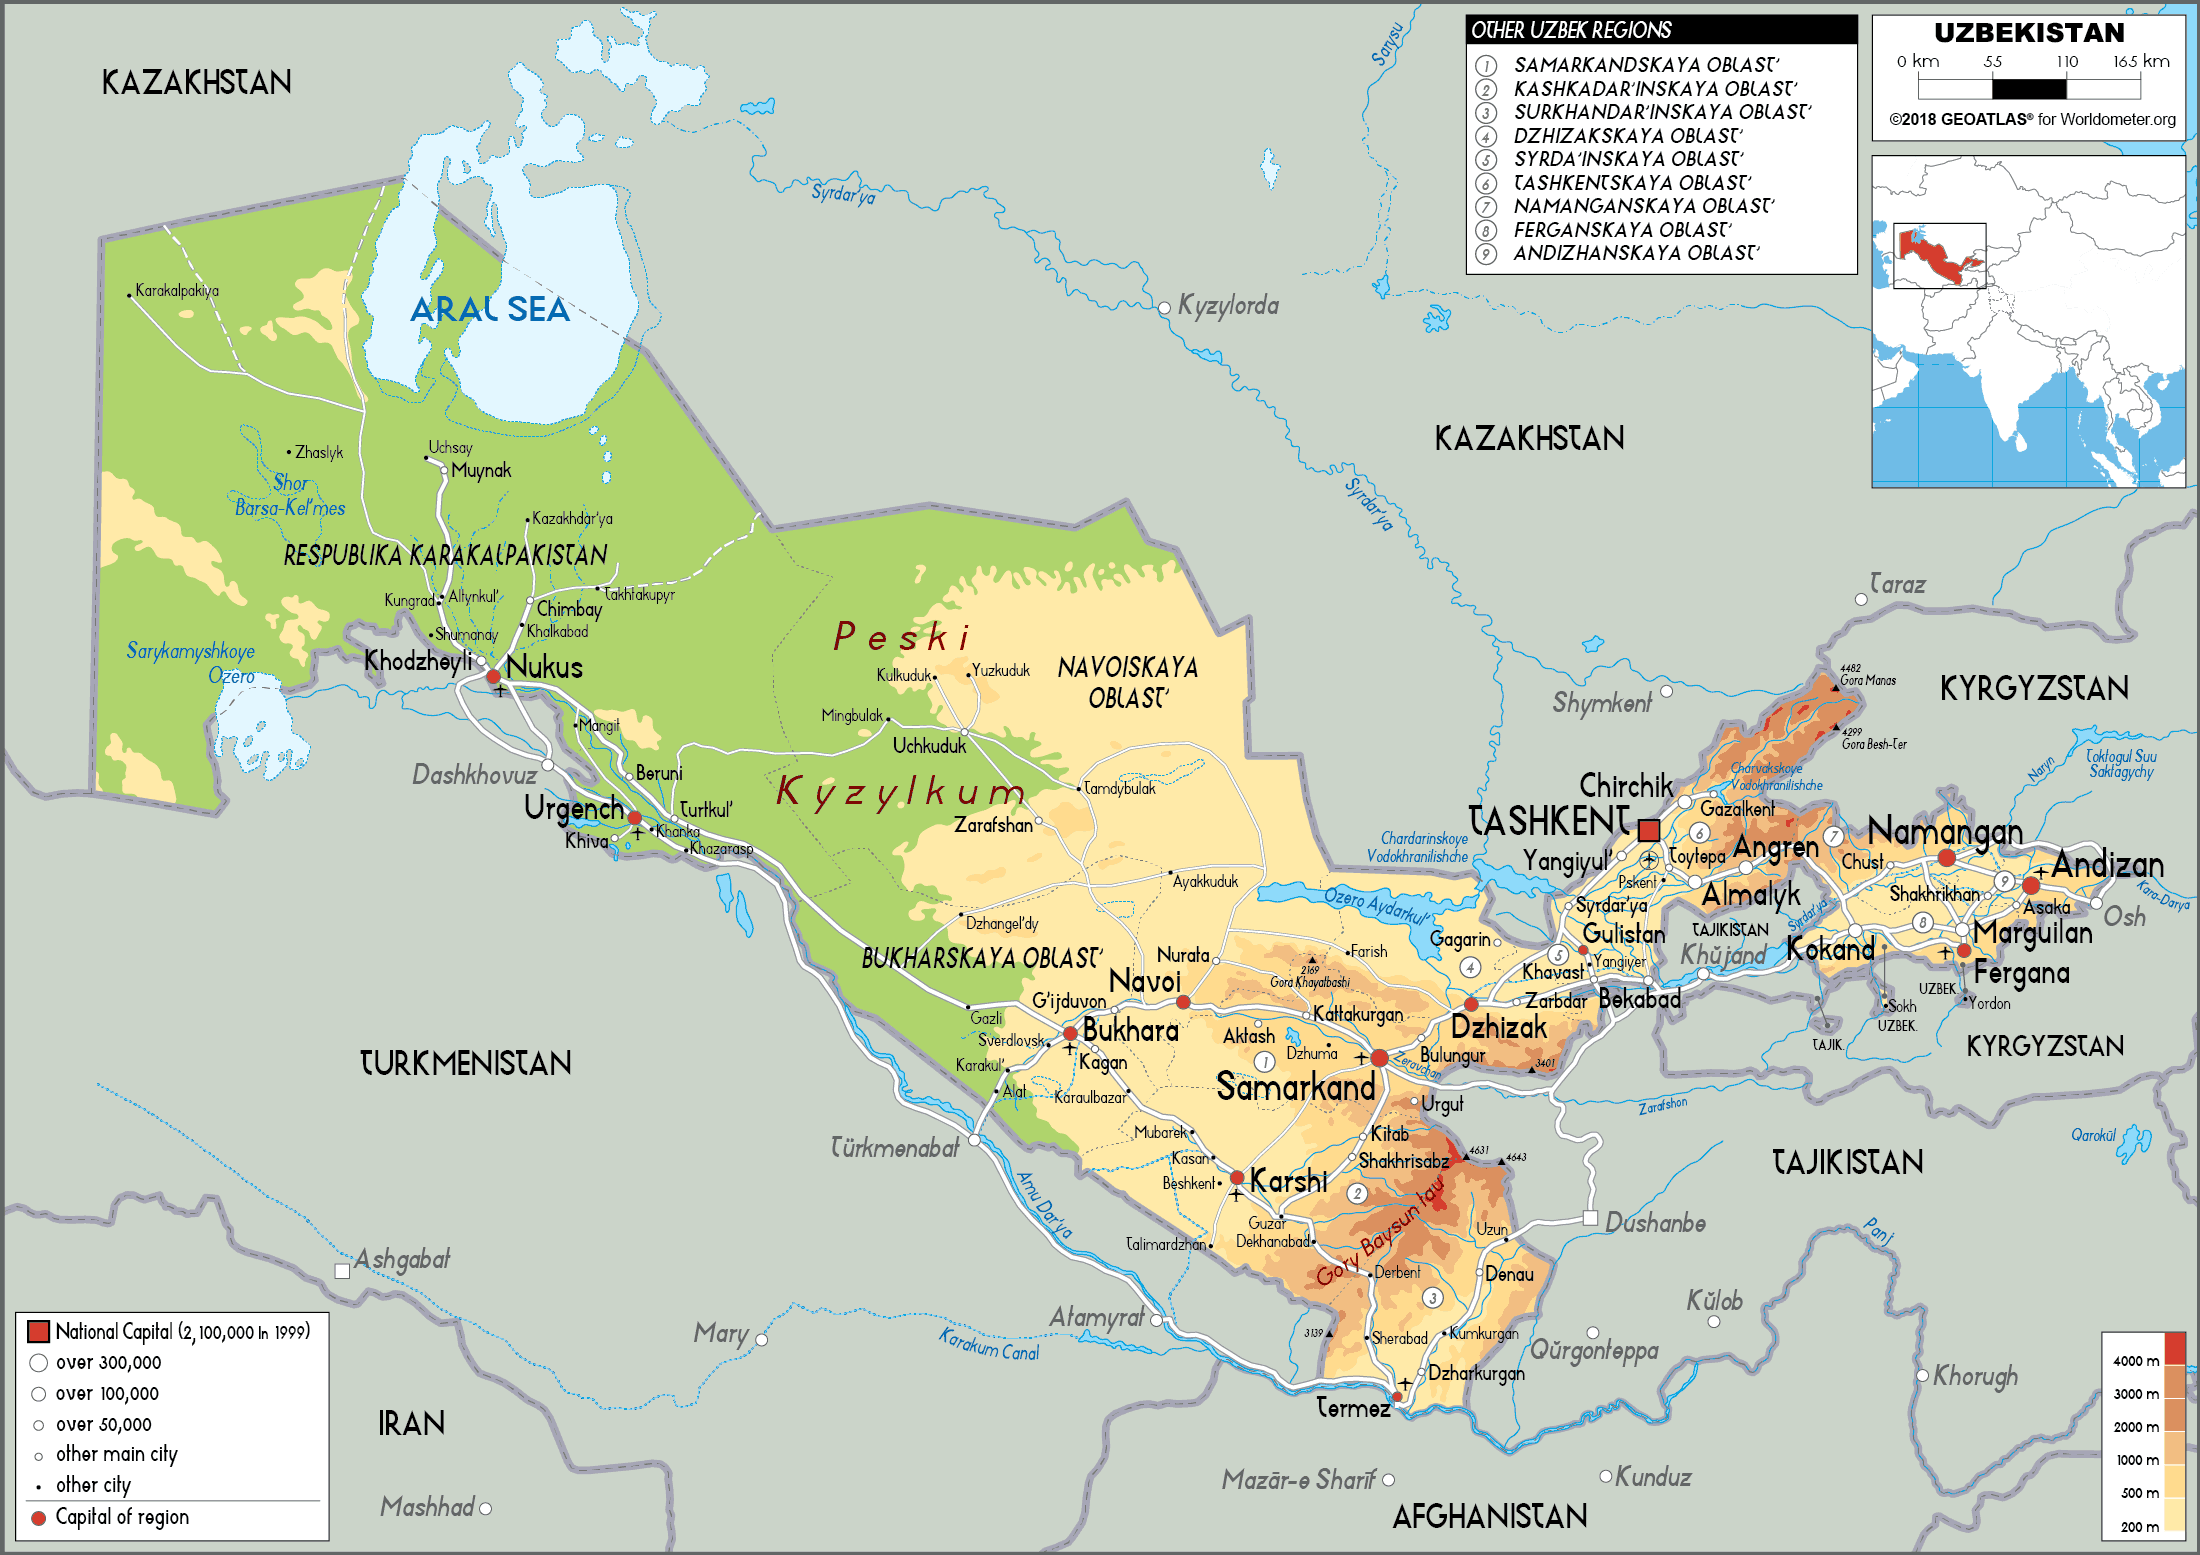 KAZAKHSTAN
OTHER UZBEK REGIONS
1 SAMARKANDSKAYA OBLAST'
2 KASHKADAR'INSKAYA OBLAST'
3 SURKHANDAR'INSKAYA OBLAST'
4 DZHIZAKSKAYA OBLAST'
5 SYRDA'INSKAYA OBLAST'
6 TASHKENTSKAYA OBLAST'
7 NAMANGANSKAYA OBLAST'
8 FERGANSKAYA OBLAST'
9 ANDIZHANSKAYA OBLAST'
UZBEKISTAN
0 km 55 110 165 km
©2018 GEOATLAS® for Worldometer.org
Sarysu
Syrdar'ya
Karakalpakiya
ARAL SEA
Kyzylorda
KAZAKHSTAN
Zhaslyk
Uchsay
Muynak
Shor
Barsa-Kel'mes
Syrdar'ya
Kazakhdar'ya
RESPUBLIKA KARAKALPAKISTAN
Kungrad
Altynkul'
Takhtakupyr
Chimbay
Shumanay
Khalkabad
Taraz
Sarykamyshkoye
Ozero
Khodzheyli
Nukus
Peski
Kulkuduk
Yuzkuduk
NAVOISKAYA
OBLAST'
Mingbulak
Uchkuduk
Shymkent
4482
Gora Manas
KYRGYZSTAN
4299
Gora Besh-Ter
Mangit
Dashkhovuz
Beruni
Kyzylkum
Tamdybulak
Zarafshan
Urgench
Turtkul'
Khanka
Khiva
Khazarasp
Naryn
Toktogul Suu
Saktagychy
Charvakskoye
Vodokhranilishche
Chirchik
Gazalkent
TASHKENT
6
7
Namangan
Chardarinskoye
Vodokhranilishche
Yangiyul'
Toytepa
Angren
Chust
Andizan
Pskent
Almalyk
Shakhrikhan
9
Kara-Darya
Ayakkuduk
Ozero Aydarkul'
Syrdar'ya
Asaka
Osh
Dzhangel'dy
Gulistan
TAJIKISTAN
Syrdar'ya
8
Marguilan
Gagarin
Farish
5
Kokand
BUKHARSKAYA OBLAST'
Nurata
2169
Gora Khayalbashi
4
Khavast
Yangiyer
Khŭjand
Fergana
Navoi
G'ijduvon
Zarbdar
Bekabad
UZBEK.
Yordon
Sokh
UZBEK.
Gazli
Bukhara
Kattakurgan
Dzhizak
TAJIK.
KYRGYZSTAN
Sverdlovsk
Aktash
Dzhuma
Bulungur
Kagan
1
Zeravchan
3401
Karakul'
Alat
Karaulbazar
Samarkand
Urgut
Zarafshon
TURKMENISTAN
Türkmenabat
Mubarek
Kitab
Qarokŭl
Kasan
Shakhrisabz
4631
4643
TAJIKISTAN
Beshkent
Karshi
2
Amu Dar'ya
Guzar
Dekhanabad
Gory Baysun tau
Uzun
Dushanbe
Panj
Talimardzhan
Ashgabat
Derbent
Denau
3
Kŭlob
Atamyrat
Mary
Karakum Canal
3139
Sherabad
Kumkurgan
Qŭrgonteppa
Dzharkurgan
Khorugh
Termez
IRAN
Mashhad
Mazār-e Sharīf
Kunduz
AFGHANISTAN
National Capital (2,100,000 In 1999)
over 300,000
over 100,000
over 50,000
other main city
other city
Capital of region
4000 m
3000 m
2000 m
1000 m
500 m
200 m